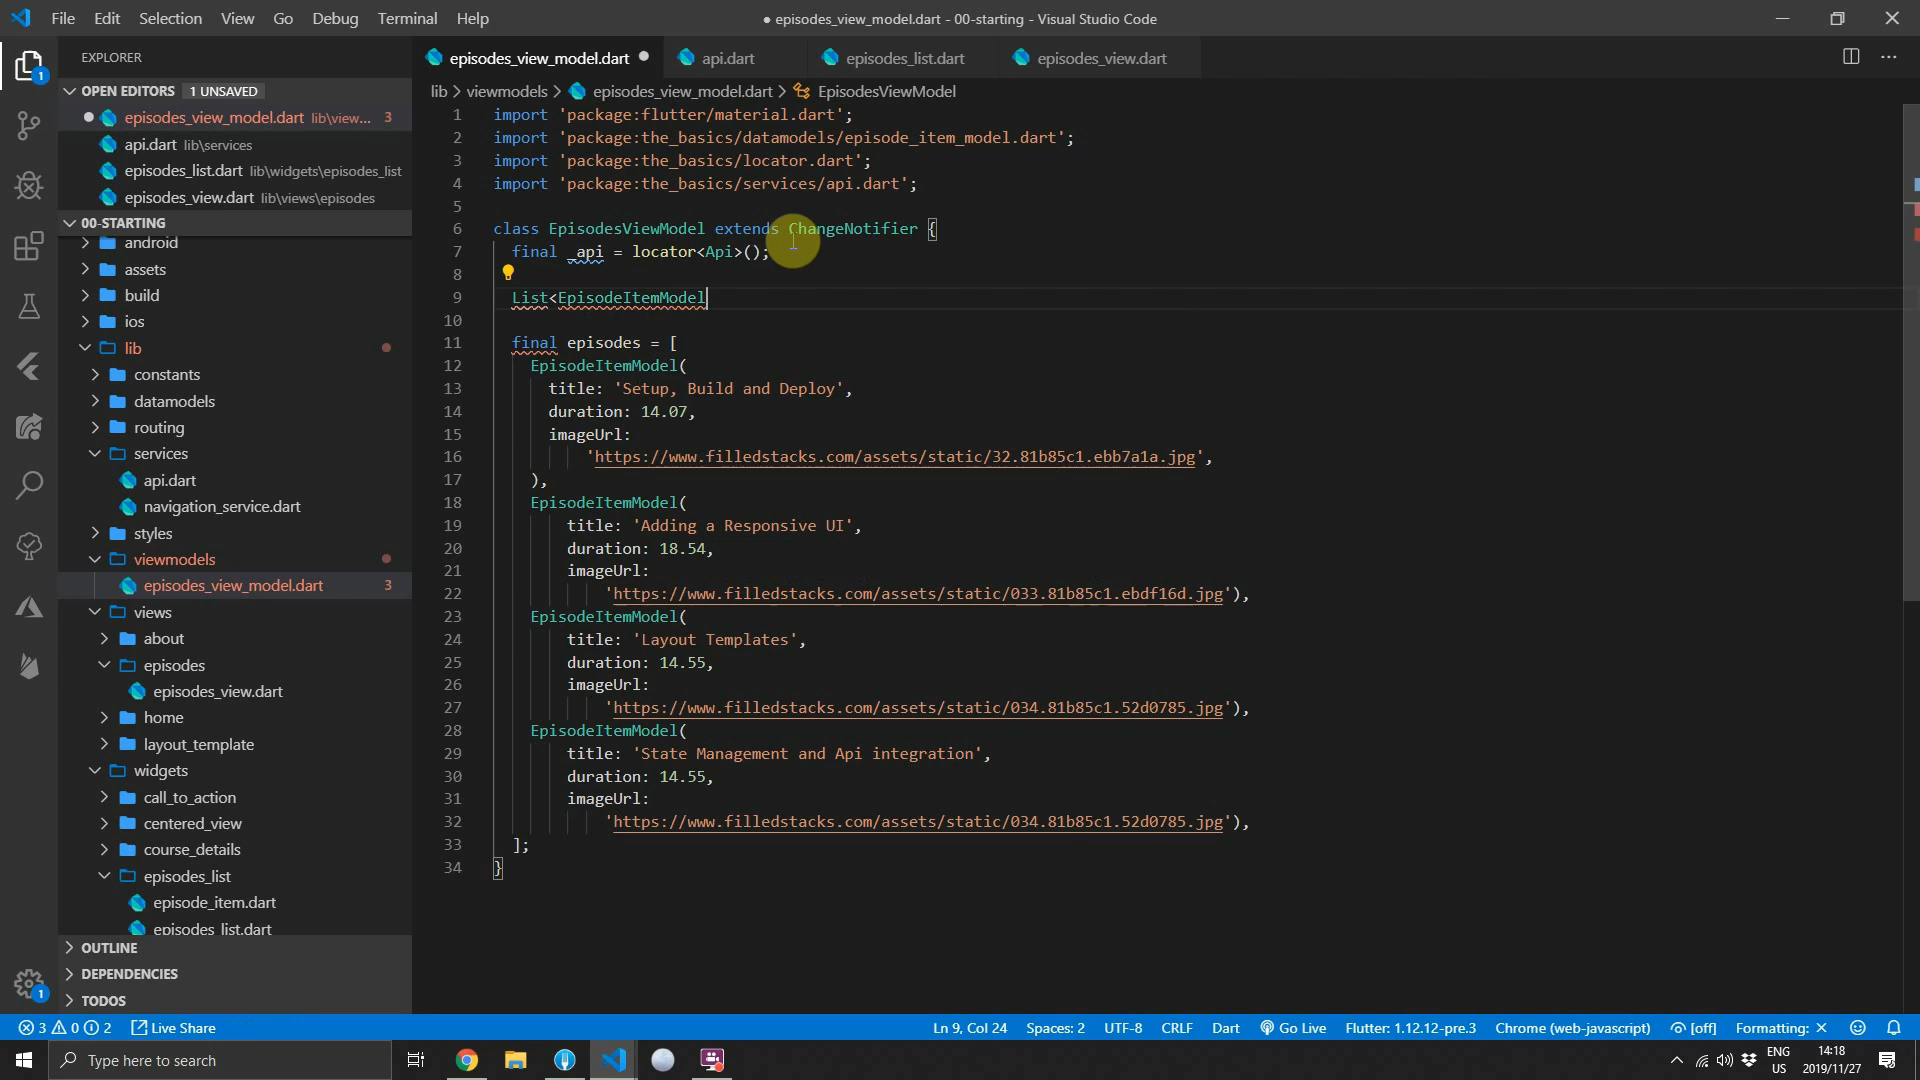 File Edit Selection View Go Debug Terminal Help
● episodes_view_model.dart - 00-starting - Visual Studio Code
EXPLORER
OPEN EDITORS 1 UNSAVED
episodes_view_model.dart lib\view... 3
api.dart lib\services
episodes_list.dart lib\widgets\episodes_list
episodes_view.dart lib\views\episodes
00-STARTING
android
assets
build
ios
lib
constants
datamodels
routing
services
api.dart
navigation_service.dart
styles
viewmodels
episodes_view_model.dart 3
views
about
episodes
episodes_view.dart
home
layout_template
widgets
call_to_action
centered_view
course_details
episodes_list
episode_item.dart
episodes_list.dart
OUTLINE
DEPENDENCIES
TODOS
1
1
episodes_view_model.dart api.dart episodes_list.dart episodes_view.dart
lib > viewmodels > episodes_view_model.dart > EpisodesViewModel
1 import 'package:flutter/material.dart';
2 import 'package:the_basics/datamodels/episode_item_model.dart';
3 import 'package:the_basics/locator.dart';
4 import 'package:the_basics/services/api.dart';
5
6 class EpisodesViewModel extends ChangeNotifier {
7 final _api = locator<Api>();
8
9 List<EpisodeItemModel
10
11 final episodes = [
12 EpisodeItemModel(
13 title: 'Setup, Build and Deploy',
14 duration: 14.07,
15 imageUrl:
16 'https://www.filledstacks.com/assets/static/32.81b85c1.ebb7a1a.jpg',
17 ),
18 EpisodeItemModel(
19 title: 'Adding a Responsive UI',
20 duration: 18.54,
21 imageUrl:
22 'https://www.filledstacks.com/assets/static/033.81b85c1.ebdf16d.jpg'),
23 EpisodeItemModel(
24 title: 'Layout Templates',
25 duration: 14.55,
26 imageUrl:
27 'https://www.filledstacks.com/assets/static/034.81b85c1.52d0785.jpg'),
28 EpisodeItemModel(
29 title: 'State Management and Api integration',
30 duration: 14.55,
31 imageUrl:
32 'https://www.filledstacks.com/assets/static/034.81b85c1.52d0785.jpg'),
33 ];
34 }
3 0 2 Live Share Ln 9, Col 24 Spaces: 2 UTF-8 CRLF Dart Go Live Flutter: 1.12.12-pre.3 Chrome (web-javascript) [off] Formatting: ✕
Type here to search
ENG
US
14:18
2019/11/27